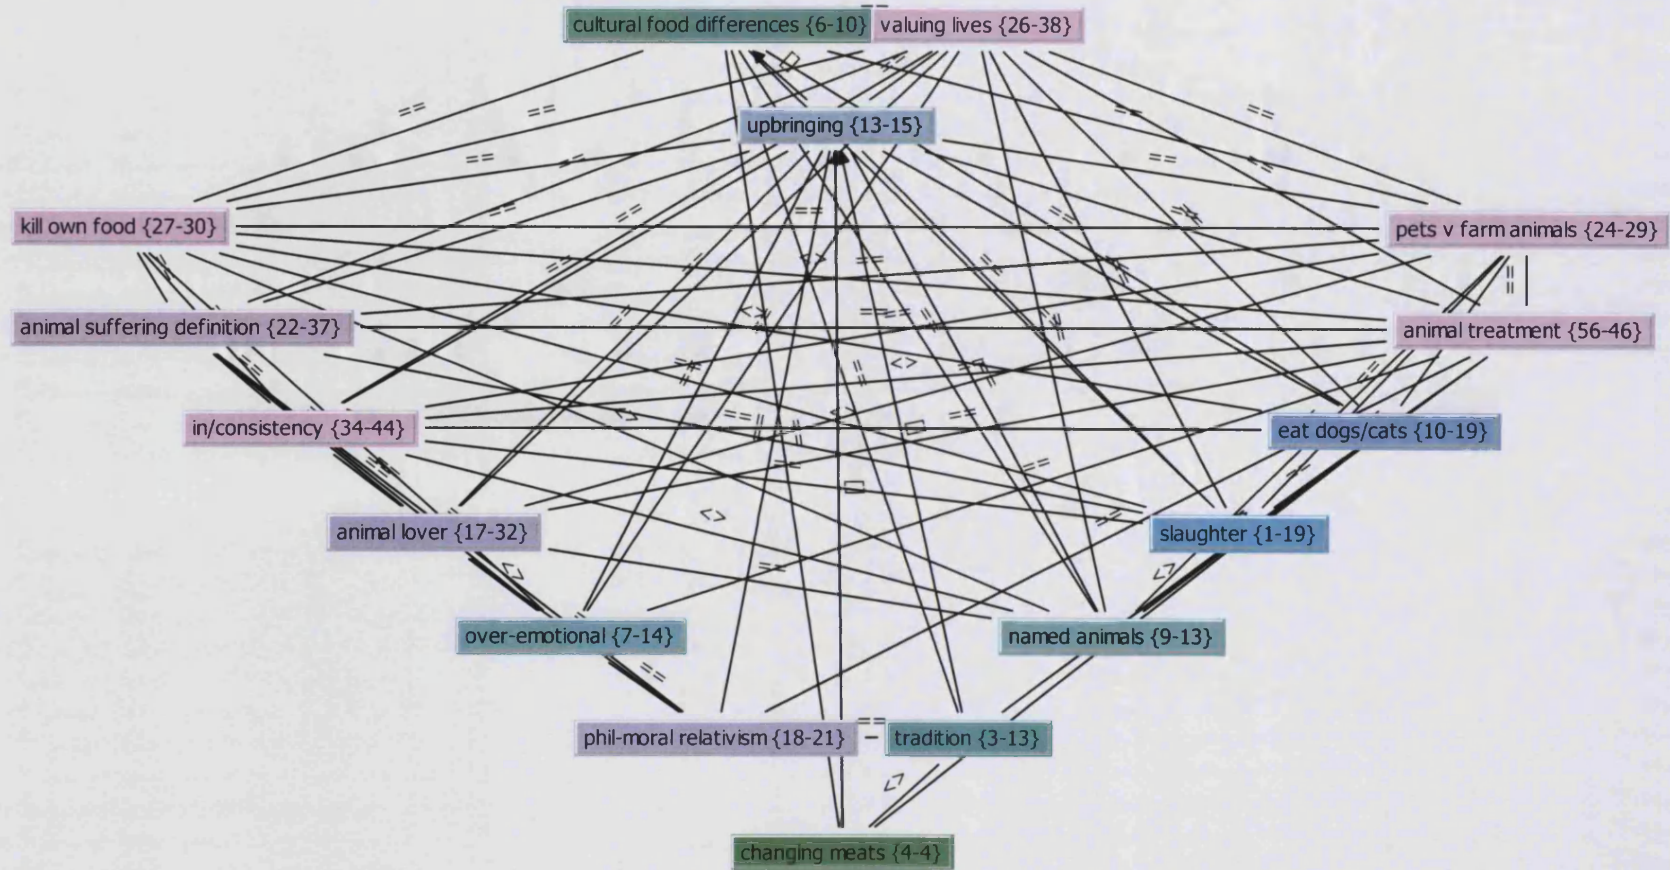 cultural food differences {6-10}
valuing lives {26-38}
upbringing {13-15}
kill own food {27-30}
pets v farm animals {24-29}
animal suffering definition {22-37}
animal treatment {56-46}
in/consistency {34-44}
eat dogs/cats {10-19}
animal lover {17-32}
slaughter {1-19}
over-emotional {7-14}
named animals {9-13}
phil-moral relativism {18-21}
tradition {3-13}
changing meats {4-4}